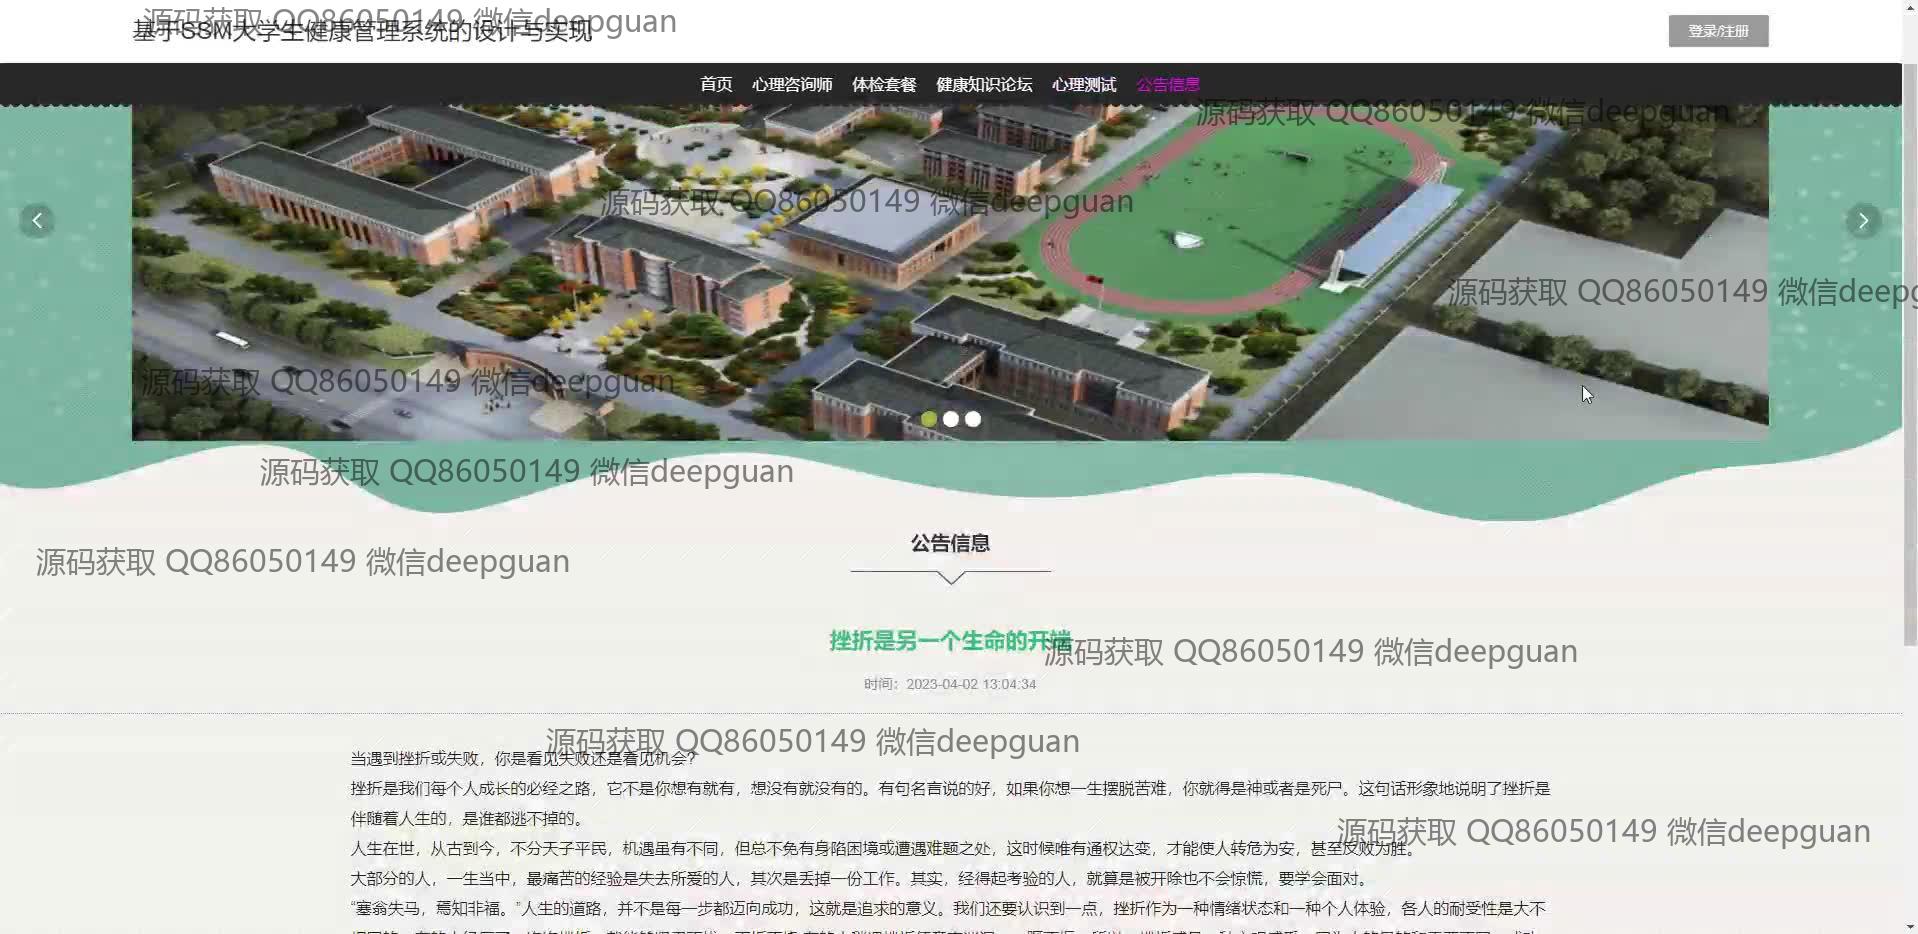 源码获取 QQ86050149 微信deepguan
基于SSM大学生健康管理系统的设计与实现
登录/注册
首页 心理咨询师 体检套餐 健康知识论坛 心理测试 公告信息
源码获取 QQ86050149 微信deepguan
源码获取 QQ86050149 微信deepguan
源码获取 QQ86050149 微信deepg
源码获取 QQ86050149 微信deepguan
源码获取 QQ86050149 微信deepguan
公告信息
源码获取 QQ86050149 微信deepguan
挫折是另一个生命的开端
源码获取 QQ86050149 微信deepguan
时间：2023-04-02 13:04:34
源码获取 QQ86050149 微信deepguan
当遇到挫折或失败，你是看见失败还是看见机会？
挫折是我们每个人成长的必经之路，它不是你想有就有，想没有就没有的。有句名言说的好，如果你想一生摆脱苦难，你就得是神或者是死尸。这句话形象地说明了挫折是
伴随着人生的，是谁都逃不掉的。
源码获取 QQ86050149 微信deepguan
人生在世，从古到今，不分天子平民，机遇虽有不同，但总不免有身陷困境或遭遇难题之处，这时候唯有通权达变，才能使人转危为安，甚至反败为胜。
大部分的人，一生当中，最痛苦的经验是失去所爱的人，其次是丢掉一份工作。其实，经得起考验的人，就算是被开除也不会惊慌，要学会面对。
“塞翁失马，焉知非福。”人生的道路，并不是每一步都迈向成功，这就是追求的意义。我们还要认识到一点，挫折作为一种情绪状态和一种个人体验，各人的耐受性是大不